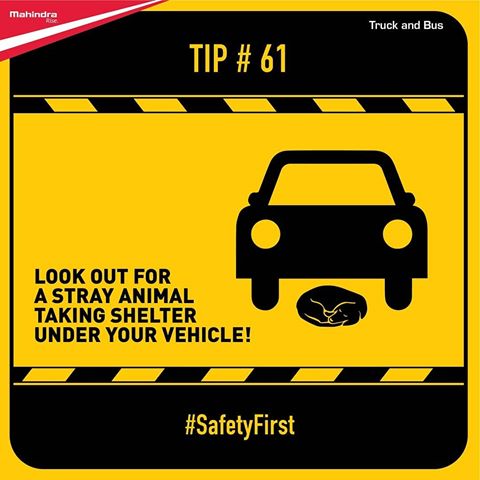 Mahindra
Rise.
Truck and Bus
TIP # 61
LOOK OUT FOR
A STRAY ANIMAL
TAKING SHELTER
UNDER YOUR VEHICLE!
#SafetyFirst